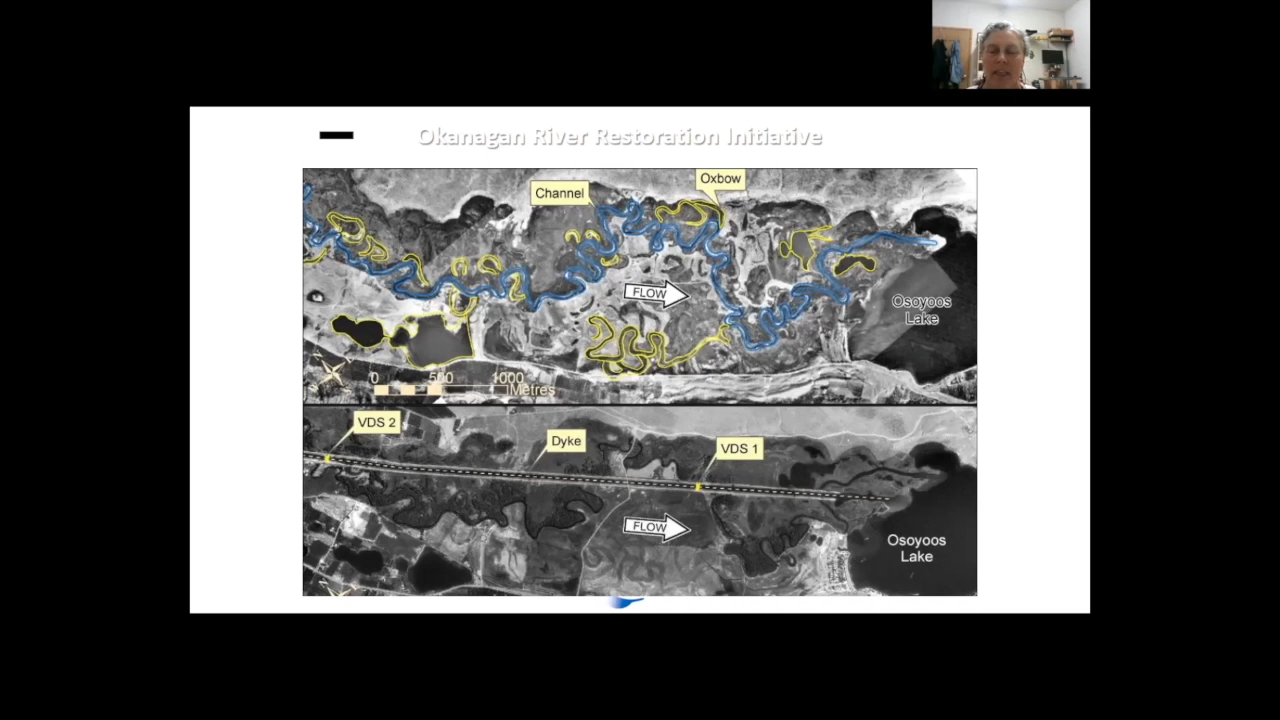 Okanagan River Restoration Initiative
Oxbow
Channel
FLOW
Osoyoos
Lake
0 500 1000
Metres
VDS 2
Dyke
VDS 1
FLOW
Osoyoos
Lake